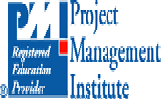 PMI
Registered
Education
Provider
®
Project
Management
Institute